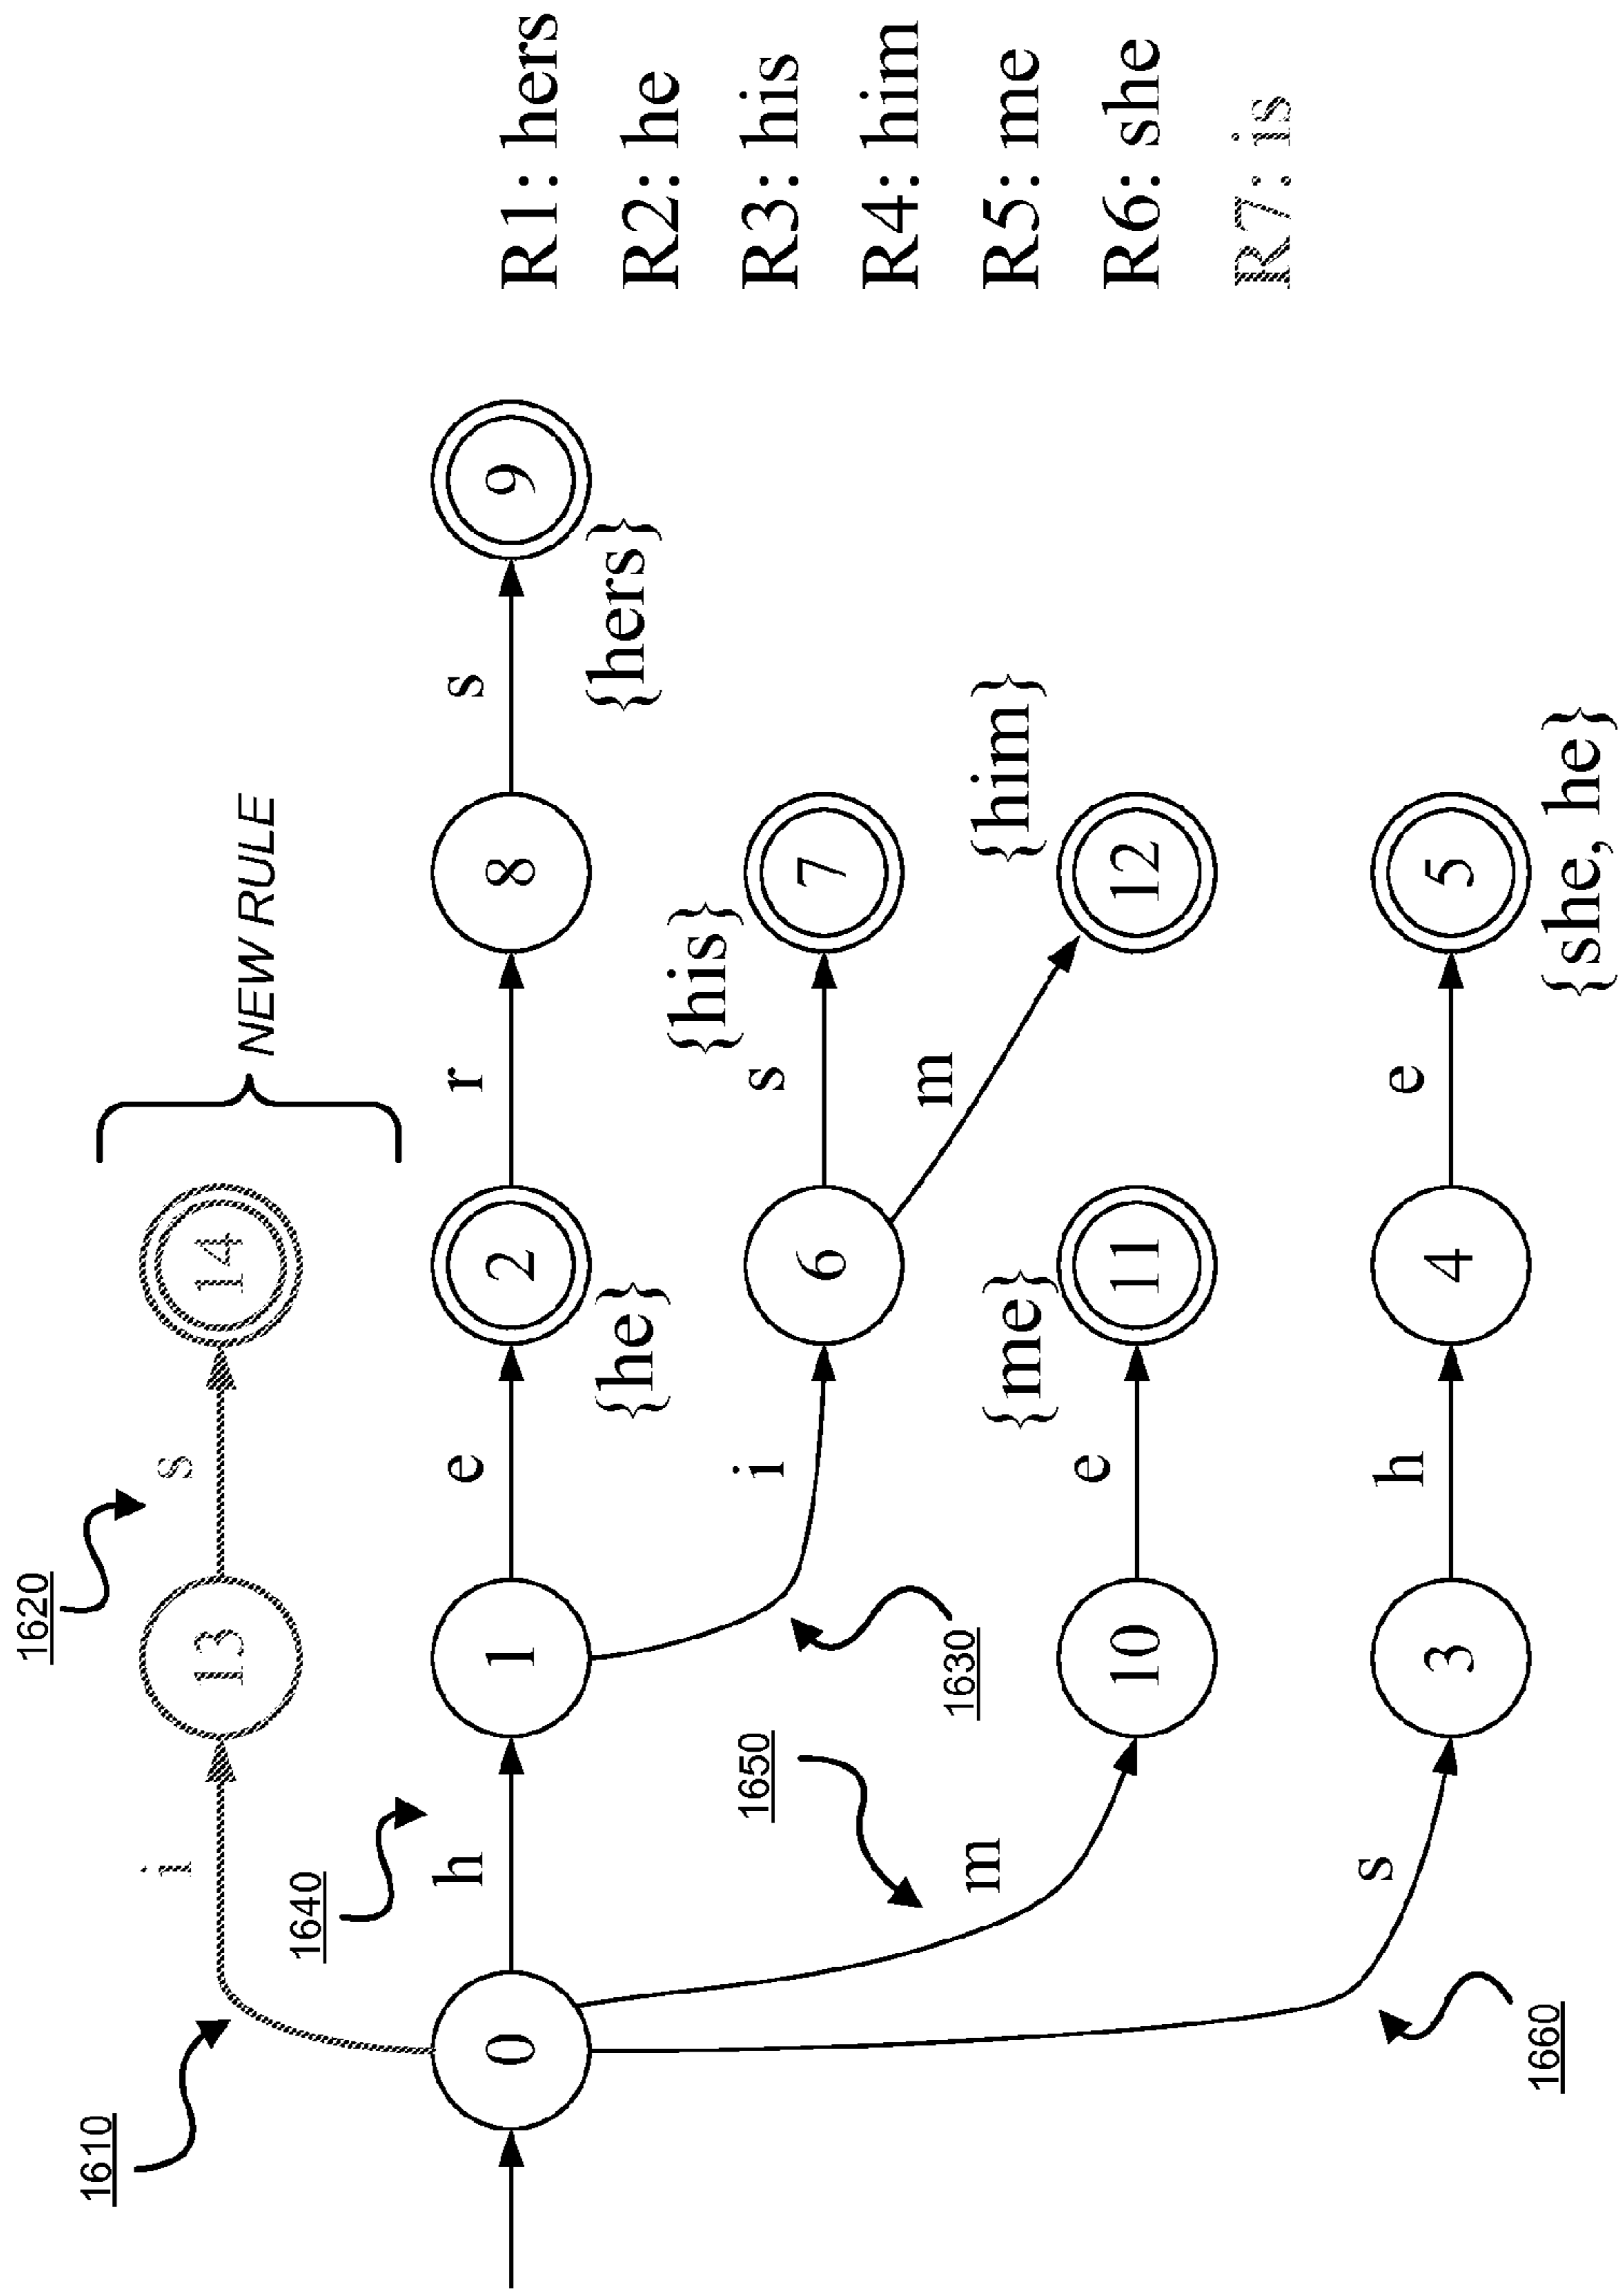 1620
1610
i s
13 14
NEW RULE
1640
h e r s
0 1 2 8 9
R1: hers
{he} {hers}
R2: he
{his}
1650
i s
R3: his
6 7
R4: him
m
1630
m
{me} {him}
R5: me
e
10 11 12
R6: she
R7: is
s h e
3 4 5
1660
{she, he}